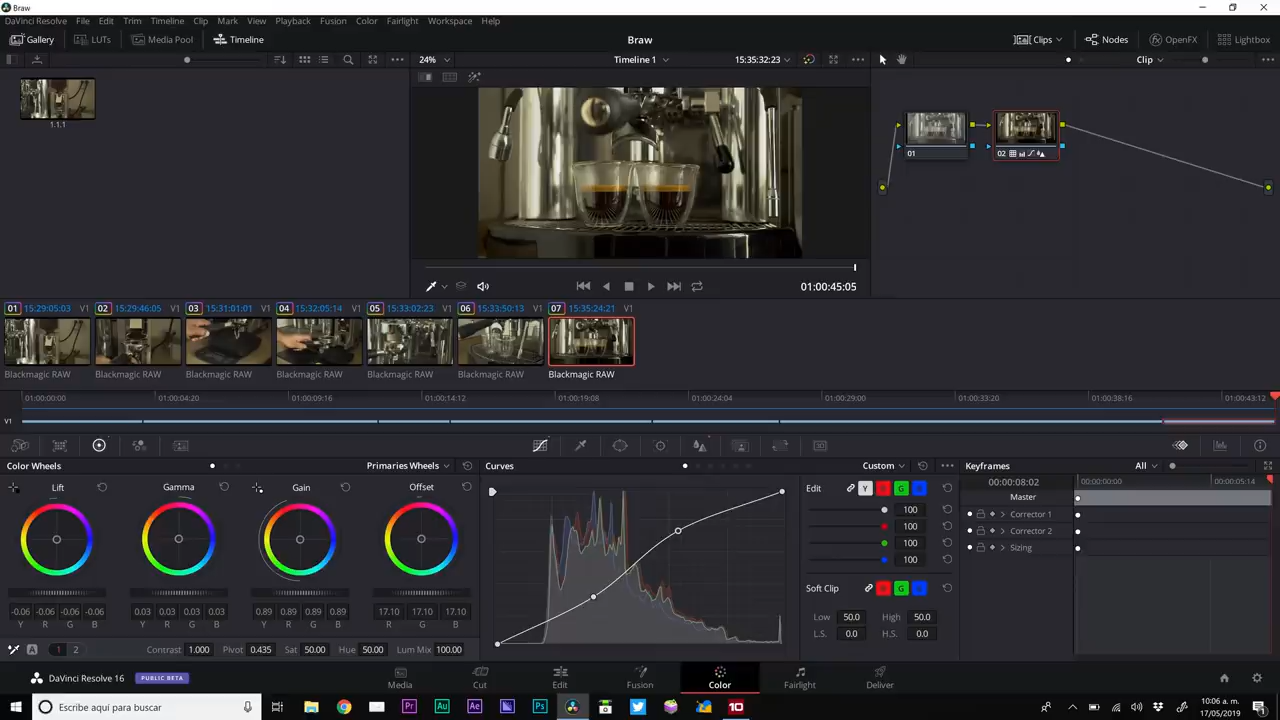 Braw
DaVinci Resolve File Edit Trim Timeline Clip Mark View Playback Fusion Color Fairlight Workspace Help
Gallery LUTs Media Pool Timeline Braw Clips Nodes OpenFX Lightbox
24% Timeline 1 15:35:32:23 Clip
1.1.1
01 02
01:00:45:05
01 15:29:05:03 V1 02 15:29:46:05 V1 03 15:31:01:01 V1 04 15:32:05:14 V1 05 15:33:02:23 V1 06 15:33:50:13 V1 07 15:35:24:21 V1
Blackmagic RAW Blackmagic RAW Blackmagic RAW Blackmagic RAW Blackmagic RAW Blackmagic RAW Blackmagic RAW
01:00:00:00 01:00:04:20 01:00:09:16 01:00:14:12 01:00:19:08 01:00:24:04 01:00:29:00 01:00:33:20 01:00:38:16 01:00:43:12
V1
Color Wheels Primaries Wheels Curves Custom Keyframes All
Lift Gamma Gain Offset Edit Y R G B 00:00:08:02 00:00:00:00 00:00:05:14
Master
100 Corrector 1
100 Corrector 2
100 Sizing
100
Soft Clip R G B
-0.06 -0.06 -0.06 -0.06 0.03 0.03 0.03 0.03 0.89 0.89 0.89 0.89 17.10 17.10 17.10 Low 50.0 High 50.0
Y R G B Y R G B Y R G B R G B L.S. 0.0 H.S. 0.0
A 1 2 Contrast 1.000 Pivot 0.435 Sat 50.00 Hue 50.00 Lum Mix 100.00
DaVinci Resolve 16 PUBLIC BETA Media Cut Edit Fusion Color Fairlight Deliver
Escribe aquí para buscar Pr Au Ae Ps 10 10:06 a. m.
17/05/2019